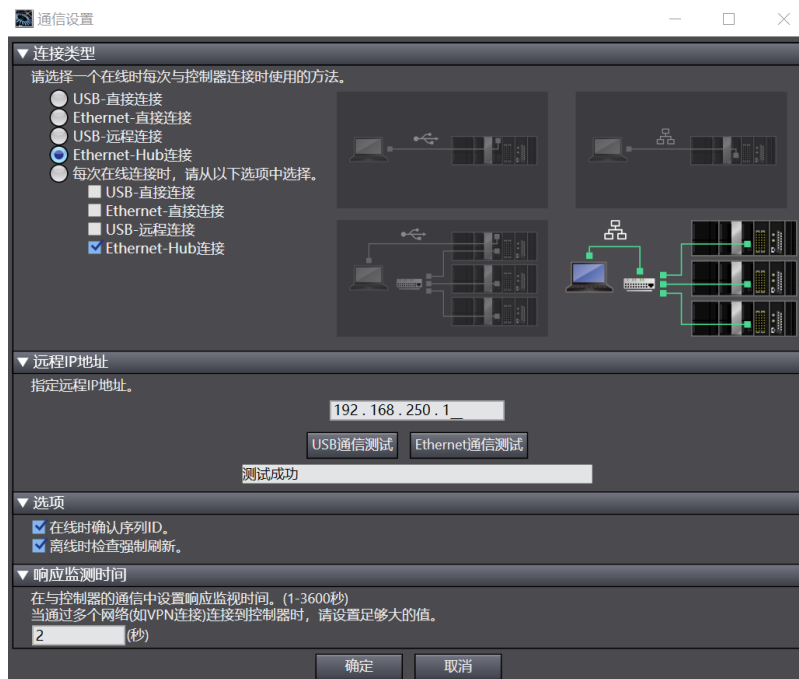 通信设置
▼连接类型
请选择一个在线时每次与控制器连接时使用的方法。
USB-直接连接
Ethernet-直接连接
USB-远程连接
Ethernet-Hub连接
每次在线连接时，请从以下选项中选择。
USB-直接连接
Ethernet-直接连接
USB-远程连接
Ethernet-Hub连接
▼远程IP地址
指定远程IP地址。
192 . 168 . 250 . 1__
USB通信测试 Ethernet通信测试
测试成功
▼选项
在线时确认序列ID。
离线时检查强制刷新。
▼响应监测时间
在与控制器的通信中设置响应监视时间。(1-3600秒)
当通过多个网络(如VPN连接)连接到控制器时，请设置足够大的值。
2 (秒)
确定 取消